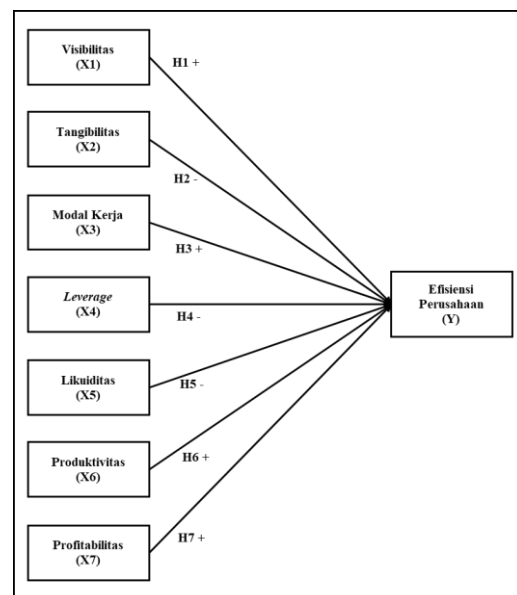 Visibilitas
(X1)
H1 +
Tangibilitas
(X2)
H2 -
Modal Kerja
(X3)
H3 +
Leverage
(X4)
H4 -
Likuiditas
(X5)
H5 -
Produktivitas
(X6)
H6 +
Profitabilitas
(X7)
H7 +
Efisiensi
Perusahaan
(Y)